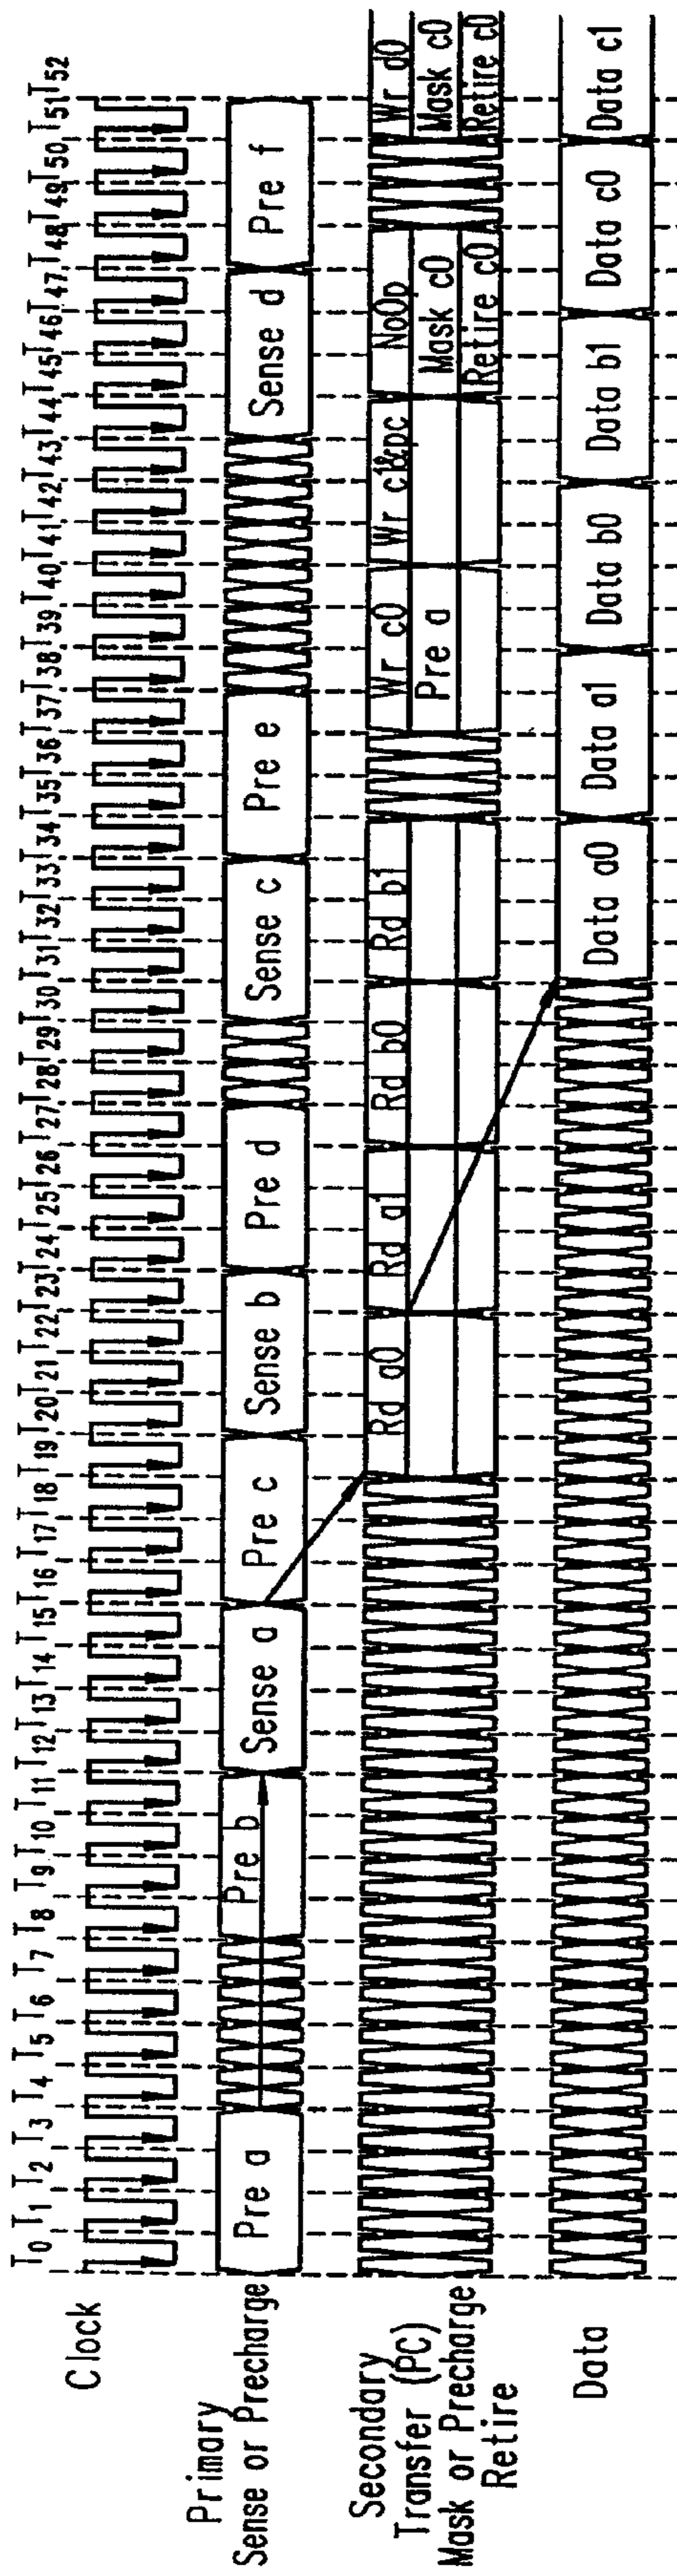 T0 T1 T2 T3 T4 T5 T6 T7 T8 T9 T10 T11 T12 T13 T14 T15 T16 T17 T18 T19 T20 T21 T22 T23 T24 T25 T26 T27 T28 T29 T30 T31 T32 T33 T34 T35 T36 T37 T38 T39 T40 T41 T42 T43 T44 T45 T46 T47 T48 T49 T50 T51 T52
Clock
Primary
Sense or Precharge
Pre a Pre b Sense a Pre c Sense b Pre d Sense c Pre e Sense d Pre f
Secondary
Transfer (PC)
Rd a0 Rd a1 Rd b0 Rd b1 Wr c0 Wr c1&pc NoOp Wr d0
Mask or Precharge
Pre a Mask c0 Mask c0
Retire
Retire c0 Retire c0
Data
Data a0 Data a1 Data b0 Data b1 Data c0 Data c1